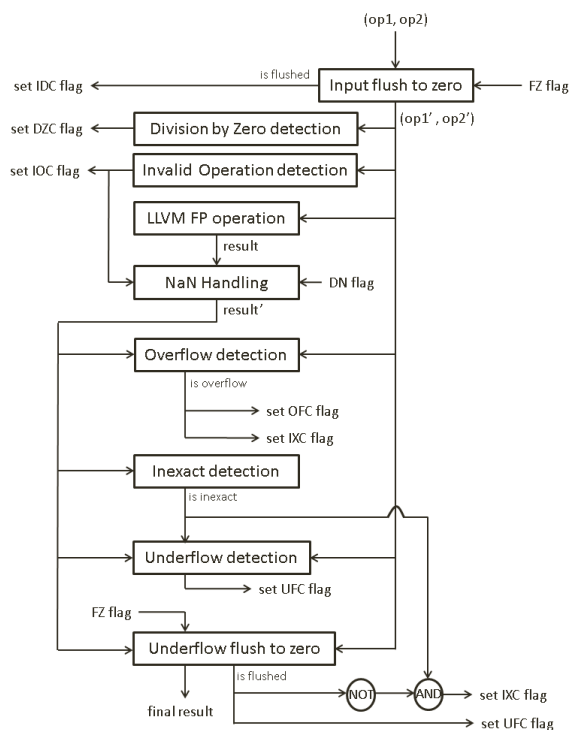 (op1, op2)
is flushed
set IDC flag
Input flush to zero
FZ flag
(op1’ , op2’)
set DZC flag
Division by Zero detection
set IOC flag
Invalid Operation detection
LLVM FP operation
result
NaN Handling
DN flag
result’
Overflow detection
is overflow
set OFC flag
set IXC flag
Inexact detection
is inexact
Underflow detection
set UFC flag
FZ flag
Underflow flush to zero
is flushed
NOT
AND
set IXC flag
final result
set UFC flag